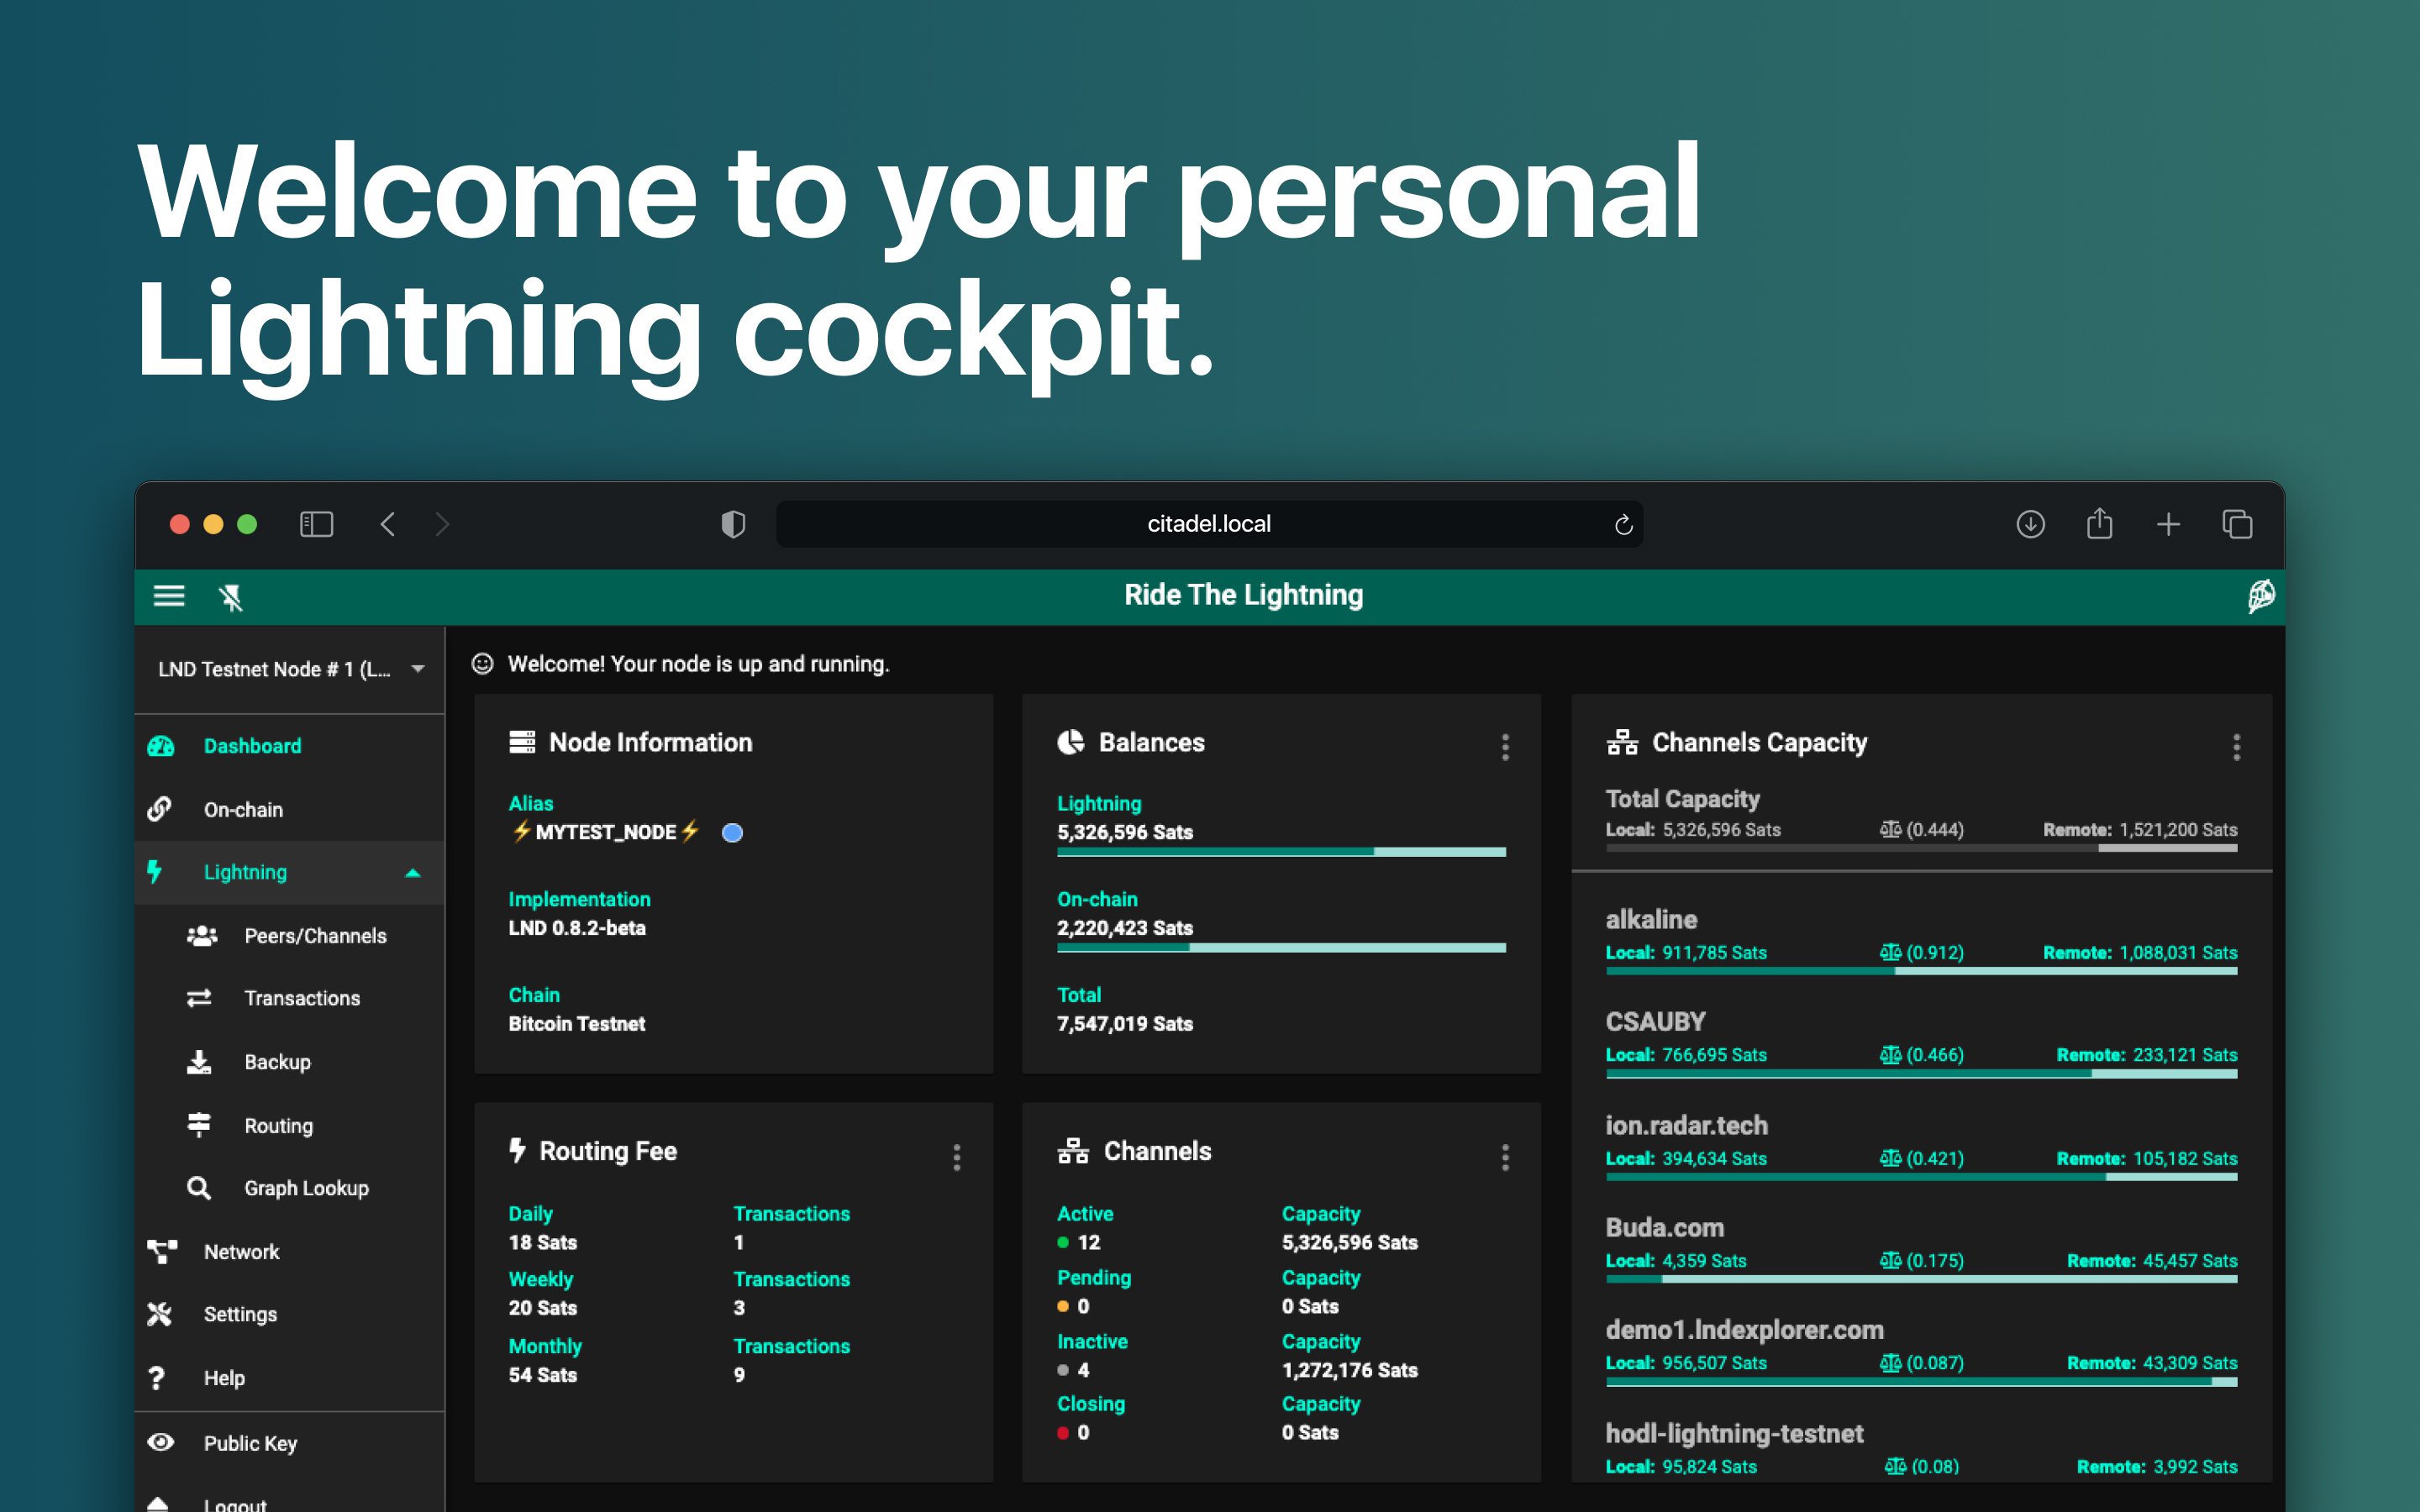 Welcome to your personal
Lightning cockpit.
citadel.local
Ride The Lightning
LND Testnet Node # 1 (L...
Dashboard
On-chain
Lightning
Peers/Channels
Transactions
Backup
Routing
Graph Lookup
Network
Settings
Help
Public Key
Logout
Welcome! Your node is up and running.
Node Information
Alias
⚡MYTEST_NODE⚡
Implementation
LND 0.8.2-beta
Chain
Bitcoin Testnet
Balances
Lightning
5,326,596 Sats
On-chain
2,220,423 Sats
Total
7,547,019 Sats
Routing Fee
Daily Transactions
18 Sats 1
Weekly Transactions
20 Sats 3
Monthly Transactions
54 Sats 9
Channels
Active Capacity
12 5,326,596 Sats
Pending Capacity
0 0 Sats
Inactive Capacity
4 1,272,176 Sats
Closing Capacity
0 0 Sats
Channels Capacity
Total Capacity
Local: 5,326,596 Sats (0.444) Remote: 1,521,200 Sats
alkaline
Local: 911,785 Sats (0.912) Remote: 1,088,031 Sats
CSAUBY
Local: 766,695 Sats (0.466) Remote: 233,121 Sats
ion.radar.tech
Local: 394,634 Sats (0.421) Remote: 105,182 Sats
Buda.com
Local: 4,359 Sats (0.175) Remote: 45,457 Sats
demo1.lndexplorer.com
Local: 956,507 Sats (0.087) Remote: 43,309 Sats
hodl-lightning-testnet
Local: 95,824 Sats (0.08) Remote: 3,992 Sats